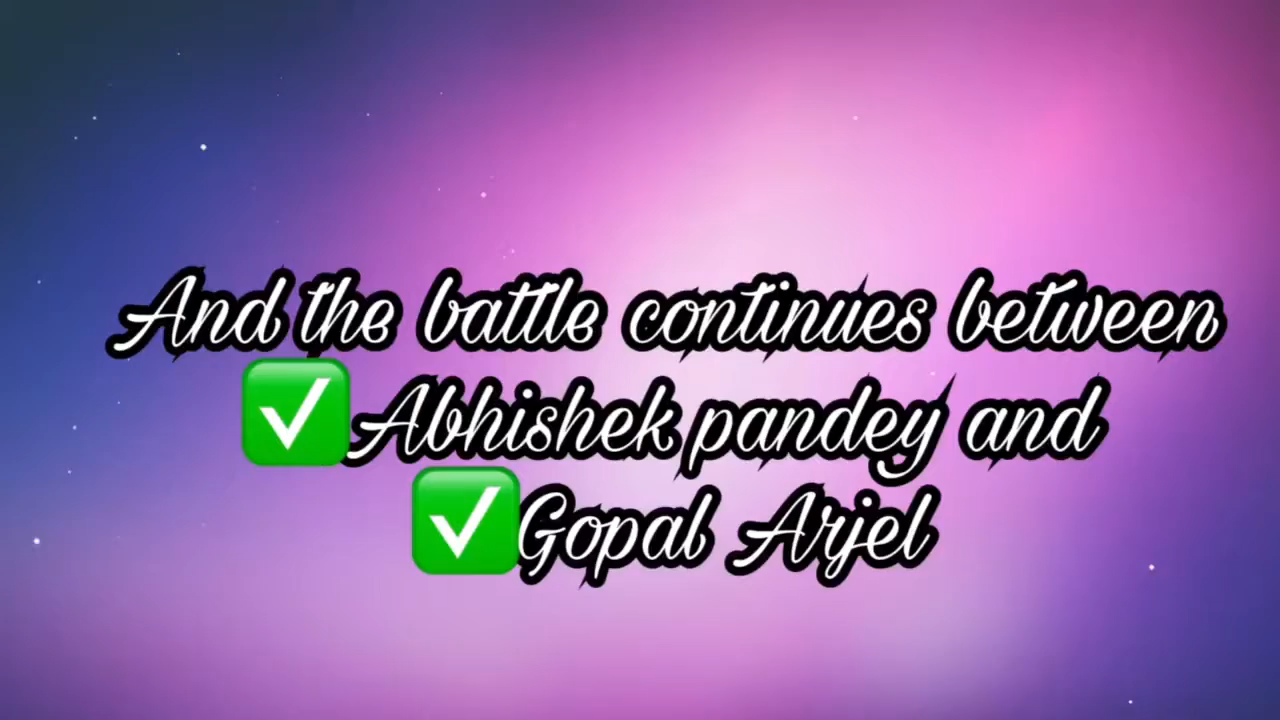 And the battle continues between
✅Abhishek pandey and
✅Gopal Arjel